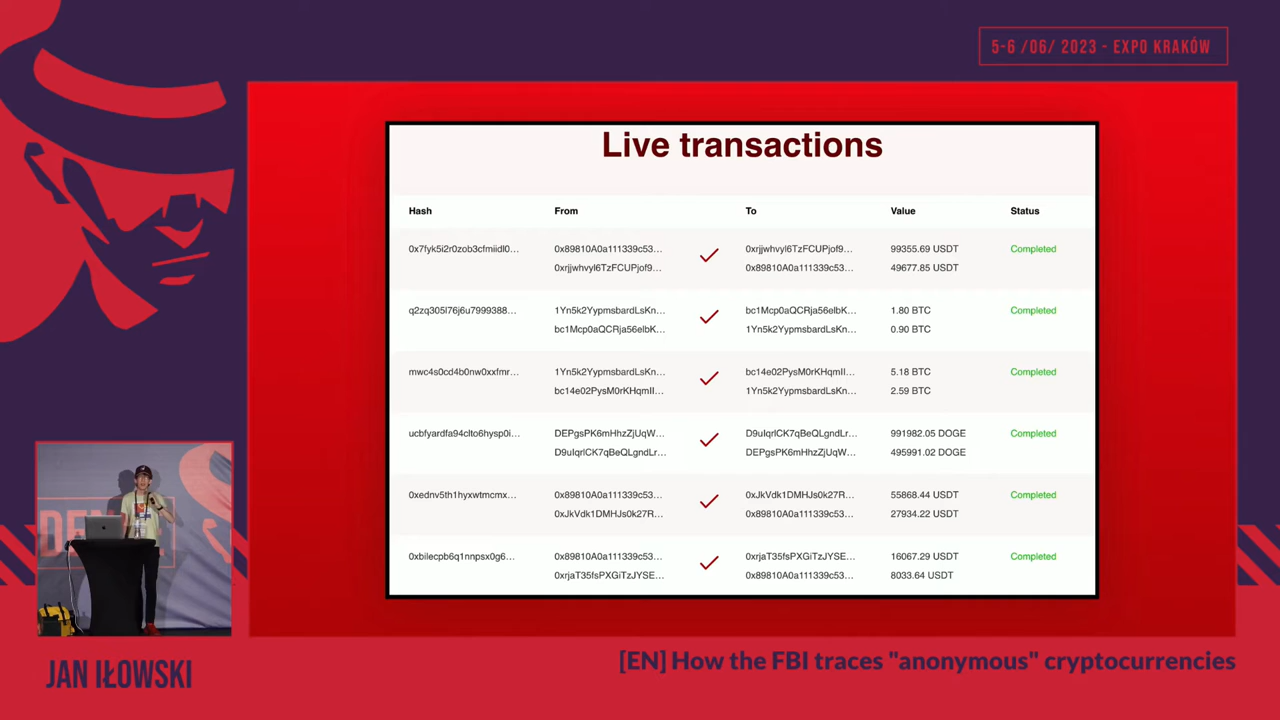 5-6 /06/ 2023 - EXPO KRAKÓW
Live transactions
Hash From To Value Status
0x7fyk5i2r0zob3cfmiidl0... 0x89810A0a111339c53... 0xrjjwhvyl6TzFCUPjof9... 99355.69 USDT Completed
0xrjjwhvyl6TzFCUPjof9... 0x89810A0a111339c53... 49677.85 USDT
q2zq305l76j6u7999388... 1Yn5k2YypmsbardLsKn... bc1Mcp0aQCRja56elbK... 1.80 BTC Completed
bc1Mcp0aQCRja56elbK... 1Yn5k2YypmsbardLsKn... 0.90 BTC
mwc4s0cd4b0nw0xxfmr... 1Yn5k2YypmsbardLsKn... bc14e02PysM0rKHqmII... 5.18 BTC Completed
bc14e02PysM0rKHqmII... 1Yn5k2YypmsbardLsKn... 2.59 BTC
ucbfyardfa94clto6hysp0i... DEPgsPK6mHhzZjUqW... D9uIqrlCK7qBeQLgndLr... 991982.05 DOGE Completed
D9uIqrlCK7qBeQLgndLr... DEPgsPK6mHhzZjUqW... 495991.02 DOGE
0xednv5th1hyxwtmcmx... 0x89810A0a111339c53... 0xJkVdk1DMHJs0k27R... 55868.44 USDT Completed
0xJkVdk1DMHJs0k27R... 0x89810A0a111339c53... 27934.22 USDT
0xbilecpb6q1nnpsx0g6... 0x89810A0a111339c53... 0xrjaT35fsPXGiTzJYSE... 16067.29 USDT Completed
0xrjaT35fsPXGiTzJYSE... 0x89810A0a111339c53... 8033.64 USDT
JAN IŁOWSKI
[EN] How the FBI traces "anonymous" cryptocurrencies